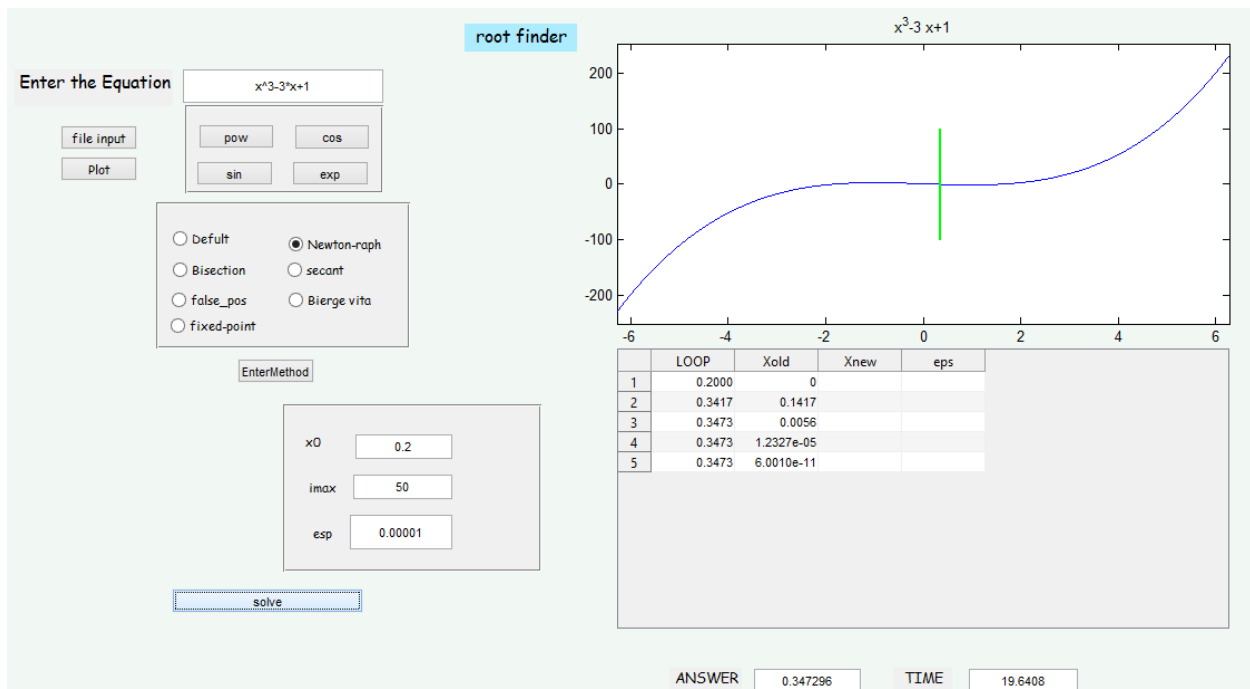 root finder
Enter the Equation
x^3-3*x+1
file input
Plot
pow
cos
sin
exp
Defult
Newton-raph
Bisection
secant
false_pos
Bierge vita
fixed-point
EnterMethod
x0
0.2
imax
50
esp
0.00001
solve
x³-3 x+1
200
100
0
-100
-200
-6 -4 -2 0 2 4 6
LOOP Xold Xnew eps
1 0.2000 0
2 0.3417 0.1417
3 0.3473 0.0056
4 0.3473 1.2327e-05
5 0.3473 6.0010e-11
ANSWER 0.347296 TIME 19.6408